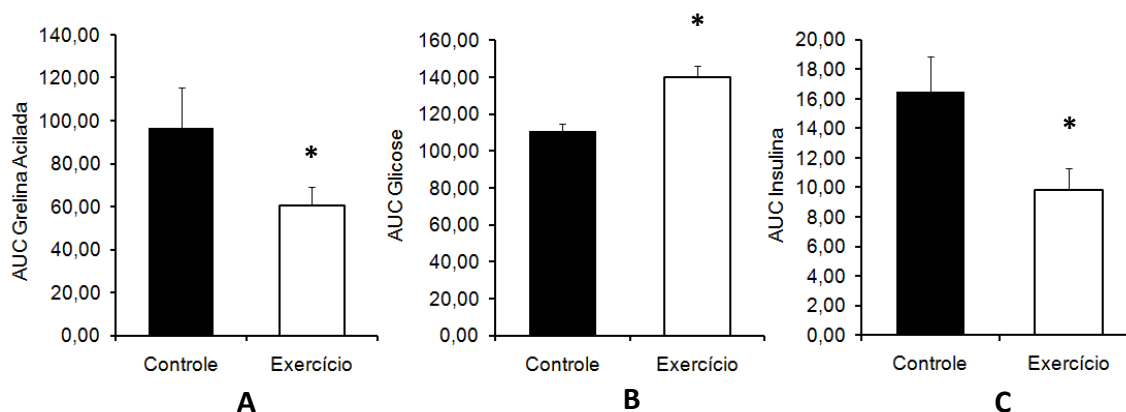 AUC Grelina Acilada
140,00
120,00
100,00
80,00
60,00
40,00
20,00
0,00
*
Controle
Exercício
A
AUC Glicose
160,00
140,00
120,00
100,00
80,00
60,00
40,00
20,00
0,00
*
Controle
Exercício
B
AUC Insulina
20,00
18,00
16,00
14,00
12,00
10,00
8,00
6,00
4,00
2,00
0,00
*
Controle
Exercício
C